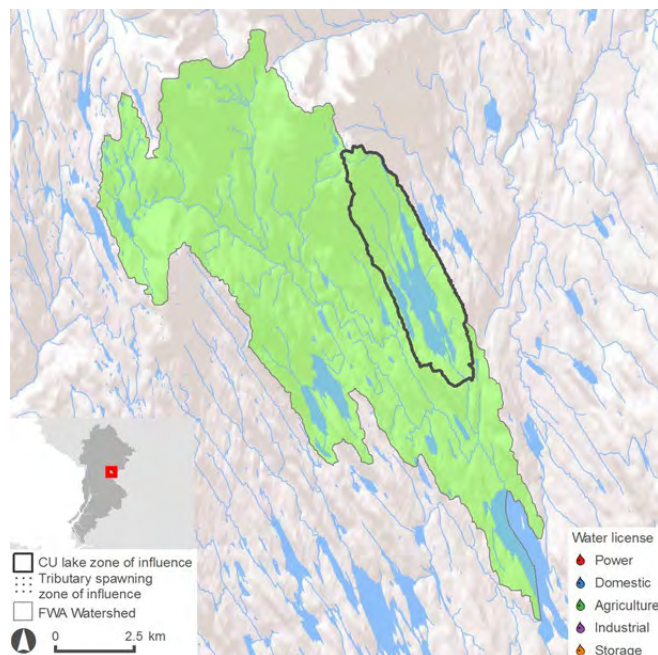 CU lake zone of influence
Tributary spawning
zone of influence
FWA Watershed
0 2.5 km
Water license
Power
Domestic
Agriculture
Industrial
Storage